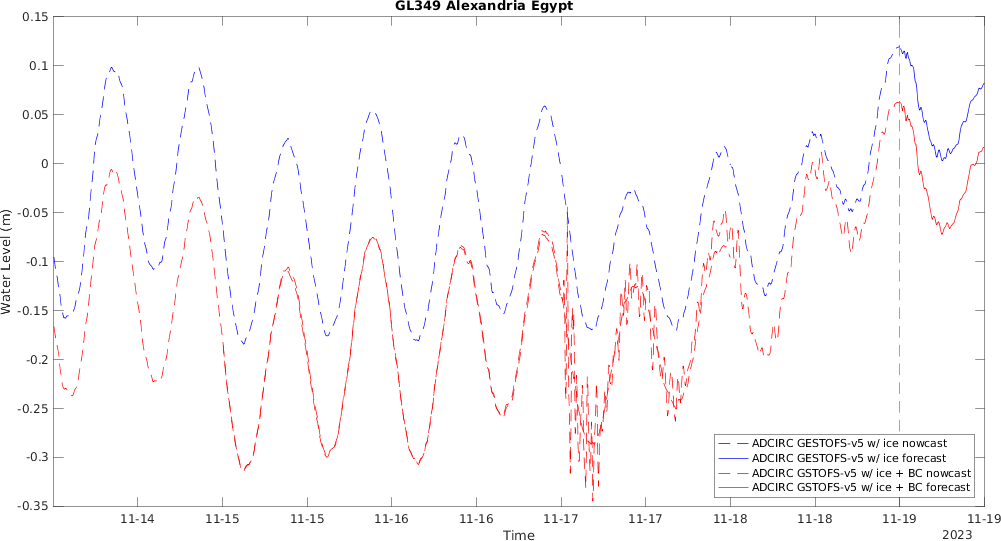 GL349 Alexandria Egypt
0.15
0.1
0.05
0
-0.05
-0.1
-0.15
-0.2
-0.25
-0.3
-0.35
Water Level (m)
ADCIRC GESTOFS-v5 w/ ice nowcast
ADCIRC GESTOFS-v5 w/ ice forecast
ADCIRC GSTOFS-v5 w/ ice + BC nowcast
ADCIRC GSTOFS-v5 w/ ice + BC forecast
11-14 11-15 11-15 11-16 11-16 11-17 11-17 11-18 11-18 11-19 11-19
Time
2023